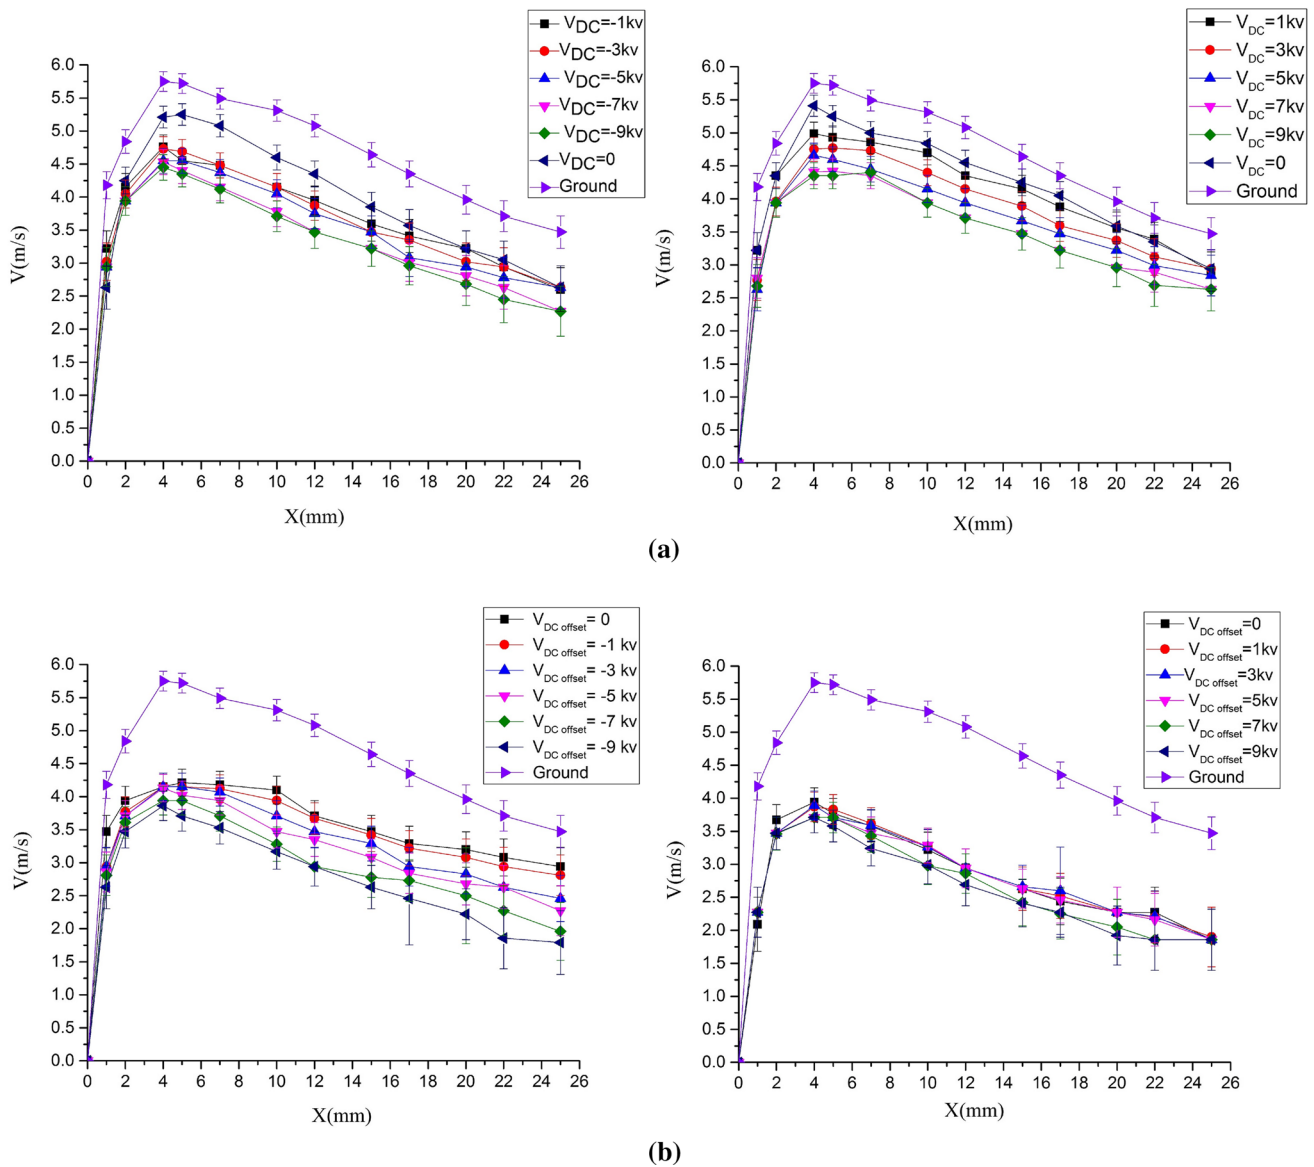 V_DC=-1kv
V_DC=-3kv
V_DC=-5kv
V_DC=-7kv
V_DC=-9kv
V_DC=0
Ground
6.0
5.5
5.0
4.5
4.0
3.5
3.0
2.5
2.0
1.5
1.0
0.5
0.0
V(m/s)
0 2 4 6 8 10 12 14 16 18 20 22 24 26
X(mm)
V_DC=1kv
V_DC=3kv
V_DC=5kv
V_DC=7kv
V_DC=9kv
V_DC=0
Ground
6.0
5.5
5.0
4.5
4.0
3.5
3.0
2.5
2.0
1.5
1.0
0.5
0.0
V(m/s)
0 2 4 6 8 10 12 14 16 18 20 22 24 26
X(mm)
(a)
V_DC offset= 0
V_DC offset= -1 kv
V_DC offset= -3 kv
V_DC offset= -5 kv
V_DC offset= -7 kv
V_DC offset= -9 kv
Ground
6.0
5.5
5.0
4.5
4.0
3.5
3.0
2.5
2.0
1.5
1.0
0.5
0.0
V(m/s)
0 2 4 6 8 10 12 14 16 18 20 22 24 26
X(mm)
V_DC offset=0
V_DC offset=1kv
V_DC offset=3kv
V_DC offset=5kv
V_DC offset=7kv
V_DC offset=9kv
Ground
6.0
5.5
5.0
4.5
4.0
3.5
3.0
2.5
2.0
1.5
1.0
0.5
0.0
V(m/s)
0 2 4 6 8 10 12 14 16 18 20 22 24 26
X(mm)
(b)